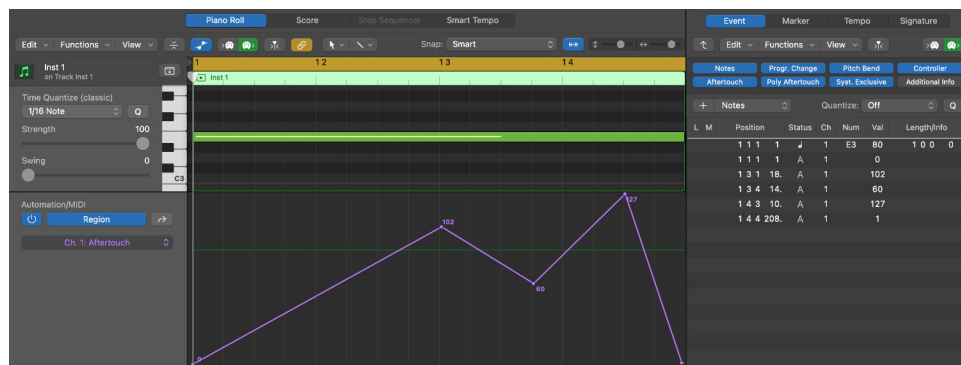 Piano Roll Score Step Sequencer Smart Tempo
Edit Functions View Snap: Smart
1 1 2 1 3 1 4
Inst 1
on Track Inst 1
Inst 1
Time Quantize (classic)
1/16 Note Q
Strength 100
Swing 0
C3
Automation/MIDI
Region
Ch. 1: Aftertouch
0
102
60
127
Event Marker Tempo Signature
Edit Functions View
Notes Progr. Change Pitch Bend Controller
Aftertouch Poly Aftertouch Syst. Exclusive Additional Info
+ Notes Quantize: Off Q
L M Position Status Ch Num Val Length/Info
1 1 1 1 ♩ 1 E3 80 1 0 0 0
1 1 1 1 A 1 0
1 3 1 18. A 1 102
1 3 4 14. A 1 60
1 4 3 10. A 1 127
1 4 4 208. A 1 1